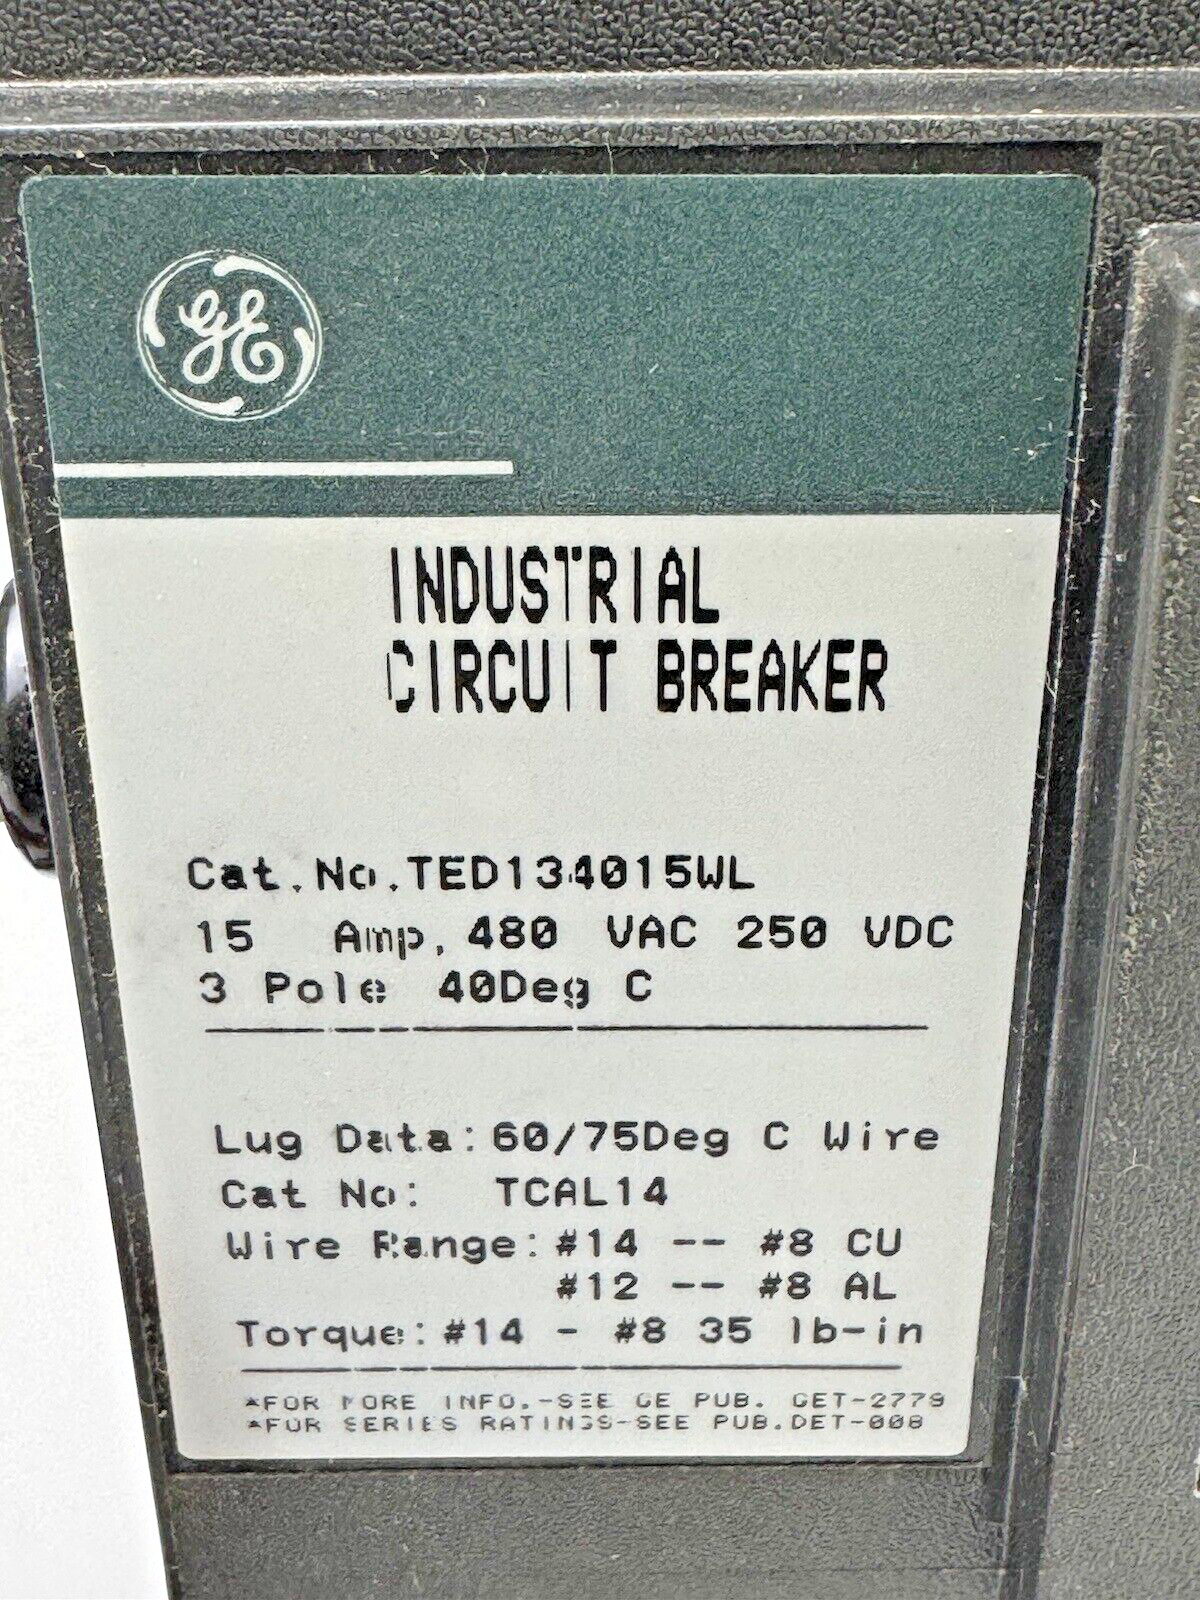 GE
INDUSTRIAL
CIRCUIT BREAKER
Cat.No.TED134015WL
15 Amp, 480 VAC 250 VDC
3 Pole 40Deg C
Lug Data:60/75Deg C Wire
Cat No: TCAL14
Wire Range:#14 -- #8 CU
#12 -- #8 AL
Torque:#14 - #8 35 lb-in
*FOR MORE INFO.-SEE GE PUB. GET-2779
*FOR SERIES RATINGS-SEE PUB.DET-008